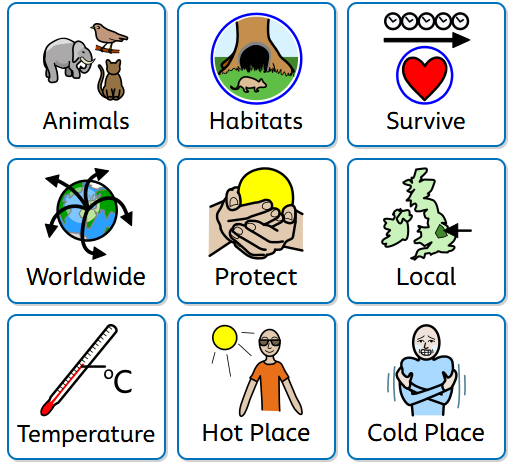 Animals
Habitats
Survive
Worldwide
Protect
Local
°C
Temperature
Hot Place
Cold Place